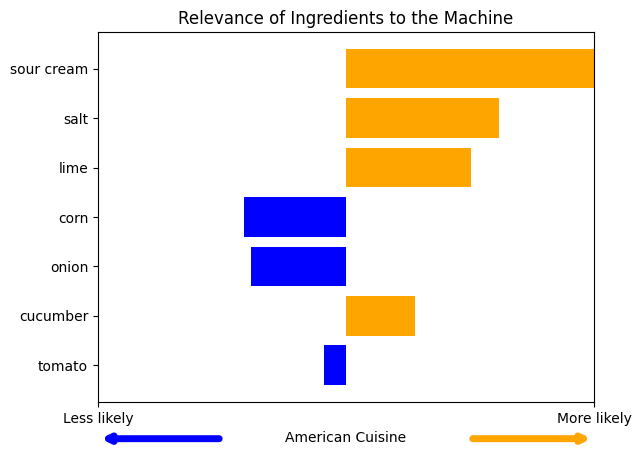 Relevance of Ingredients to the Machine
sour cream
salt
lime
corn
onion
cucumber
tomato
Less likely
More likely
American Cuisine